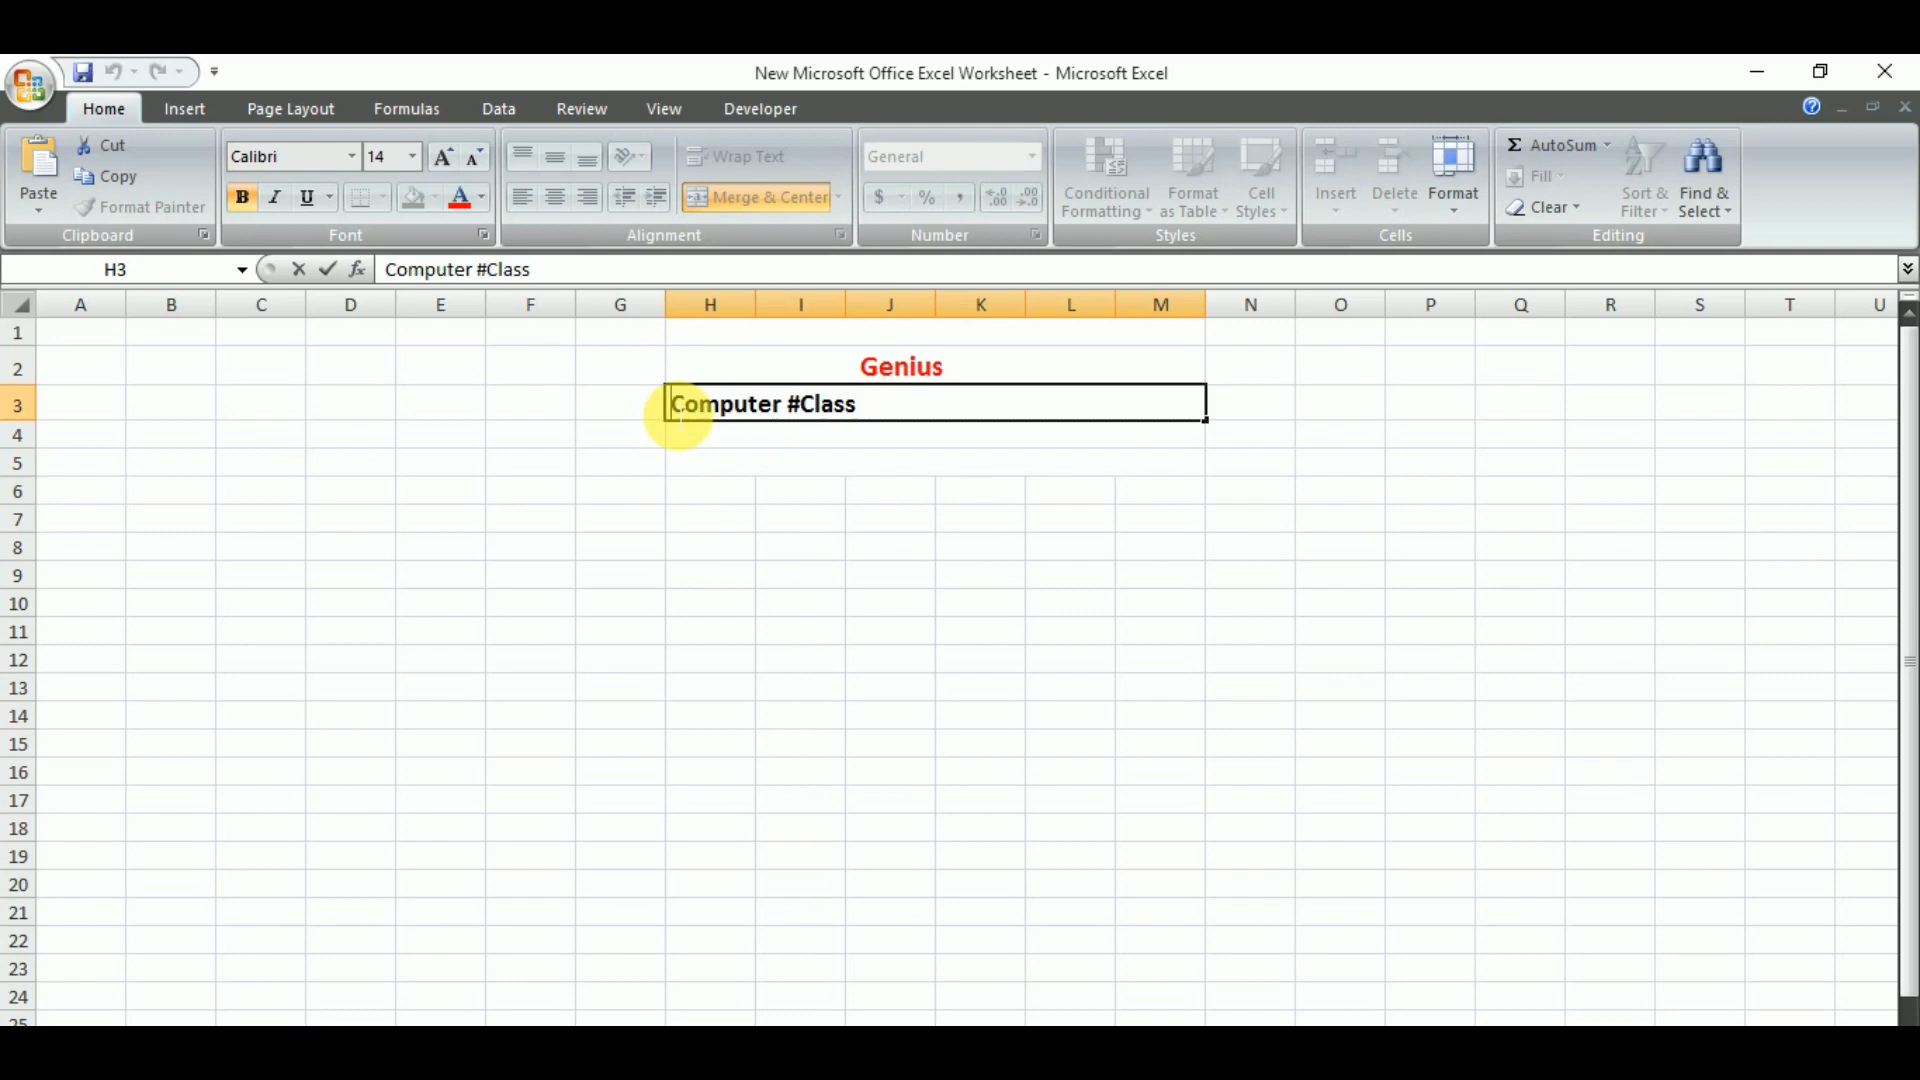 New Microsoft Office Excel Worksheet - Microsoft Excel
Home Insert Page Layout Formulas Data Review View Developer
Paste
Cut
Copy
Format Painter
Clipboard
Calibri 14
B I U A
Font
Wrap Text
Merge & Center
Alignment
General
$ % ,
Number
Conditional Formatting
Format as Table
Cell Styles
Styles
Insert Delete Format
Cells
Σ AutoSum
Fill
Clear
Sort & Filter
Find & Select
Editing
H3 fx Computer #Class
A B C D E F G H I J K L M N O P Q R S T U
1
2 Genius
3 Computer #Class
4
5
6
7
8
9
10
11
12
13
14
15
16
17
18
19
20
21
22
23
24
25